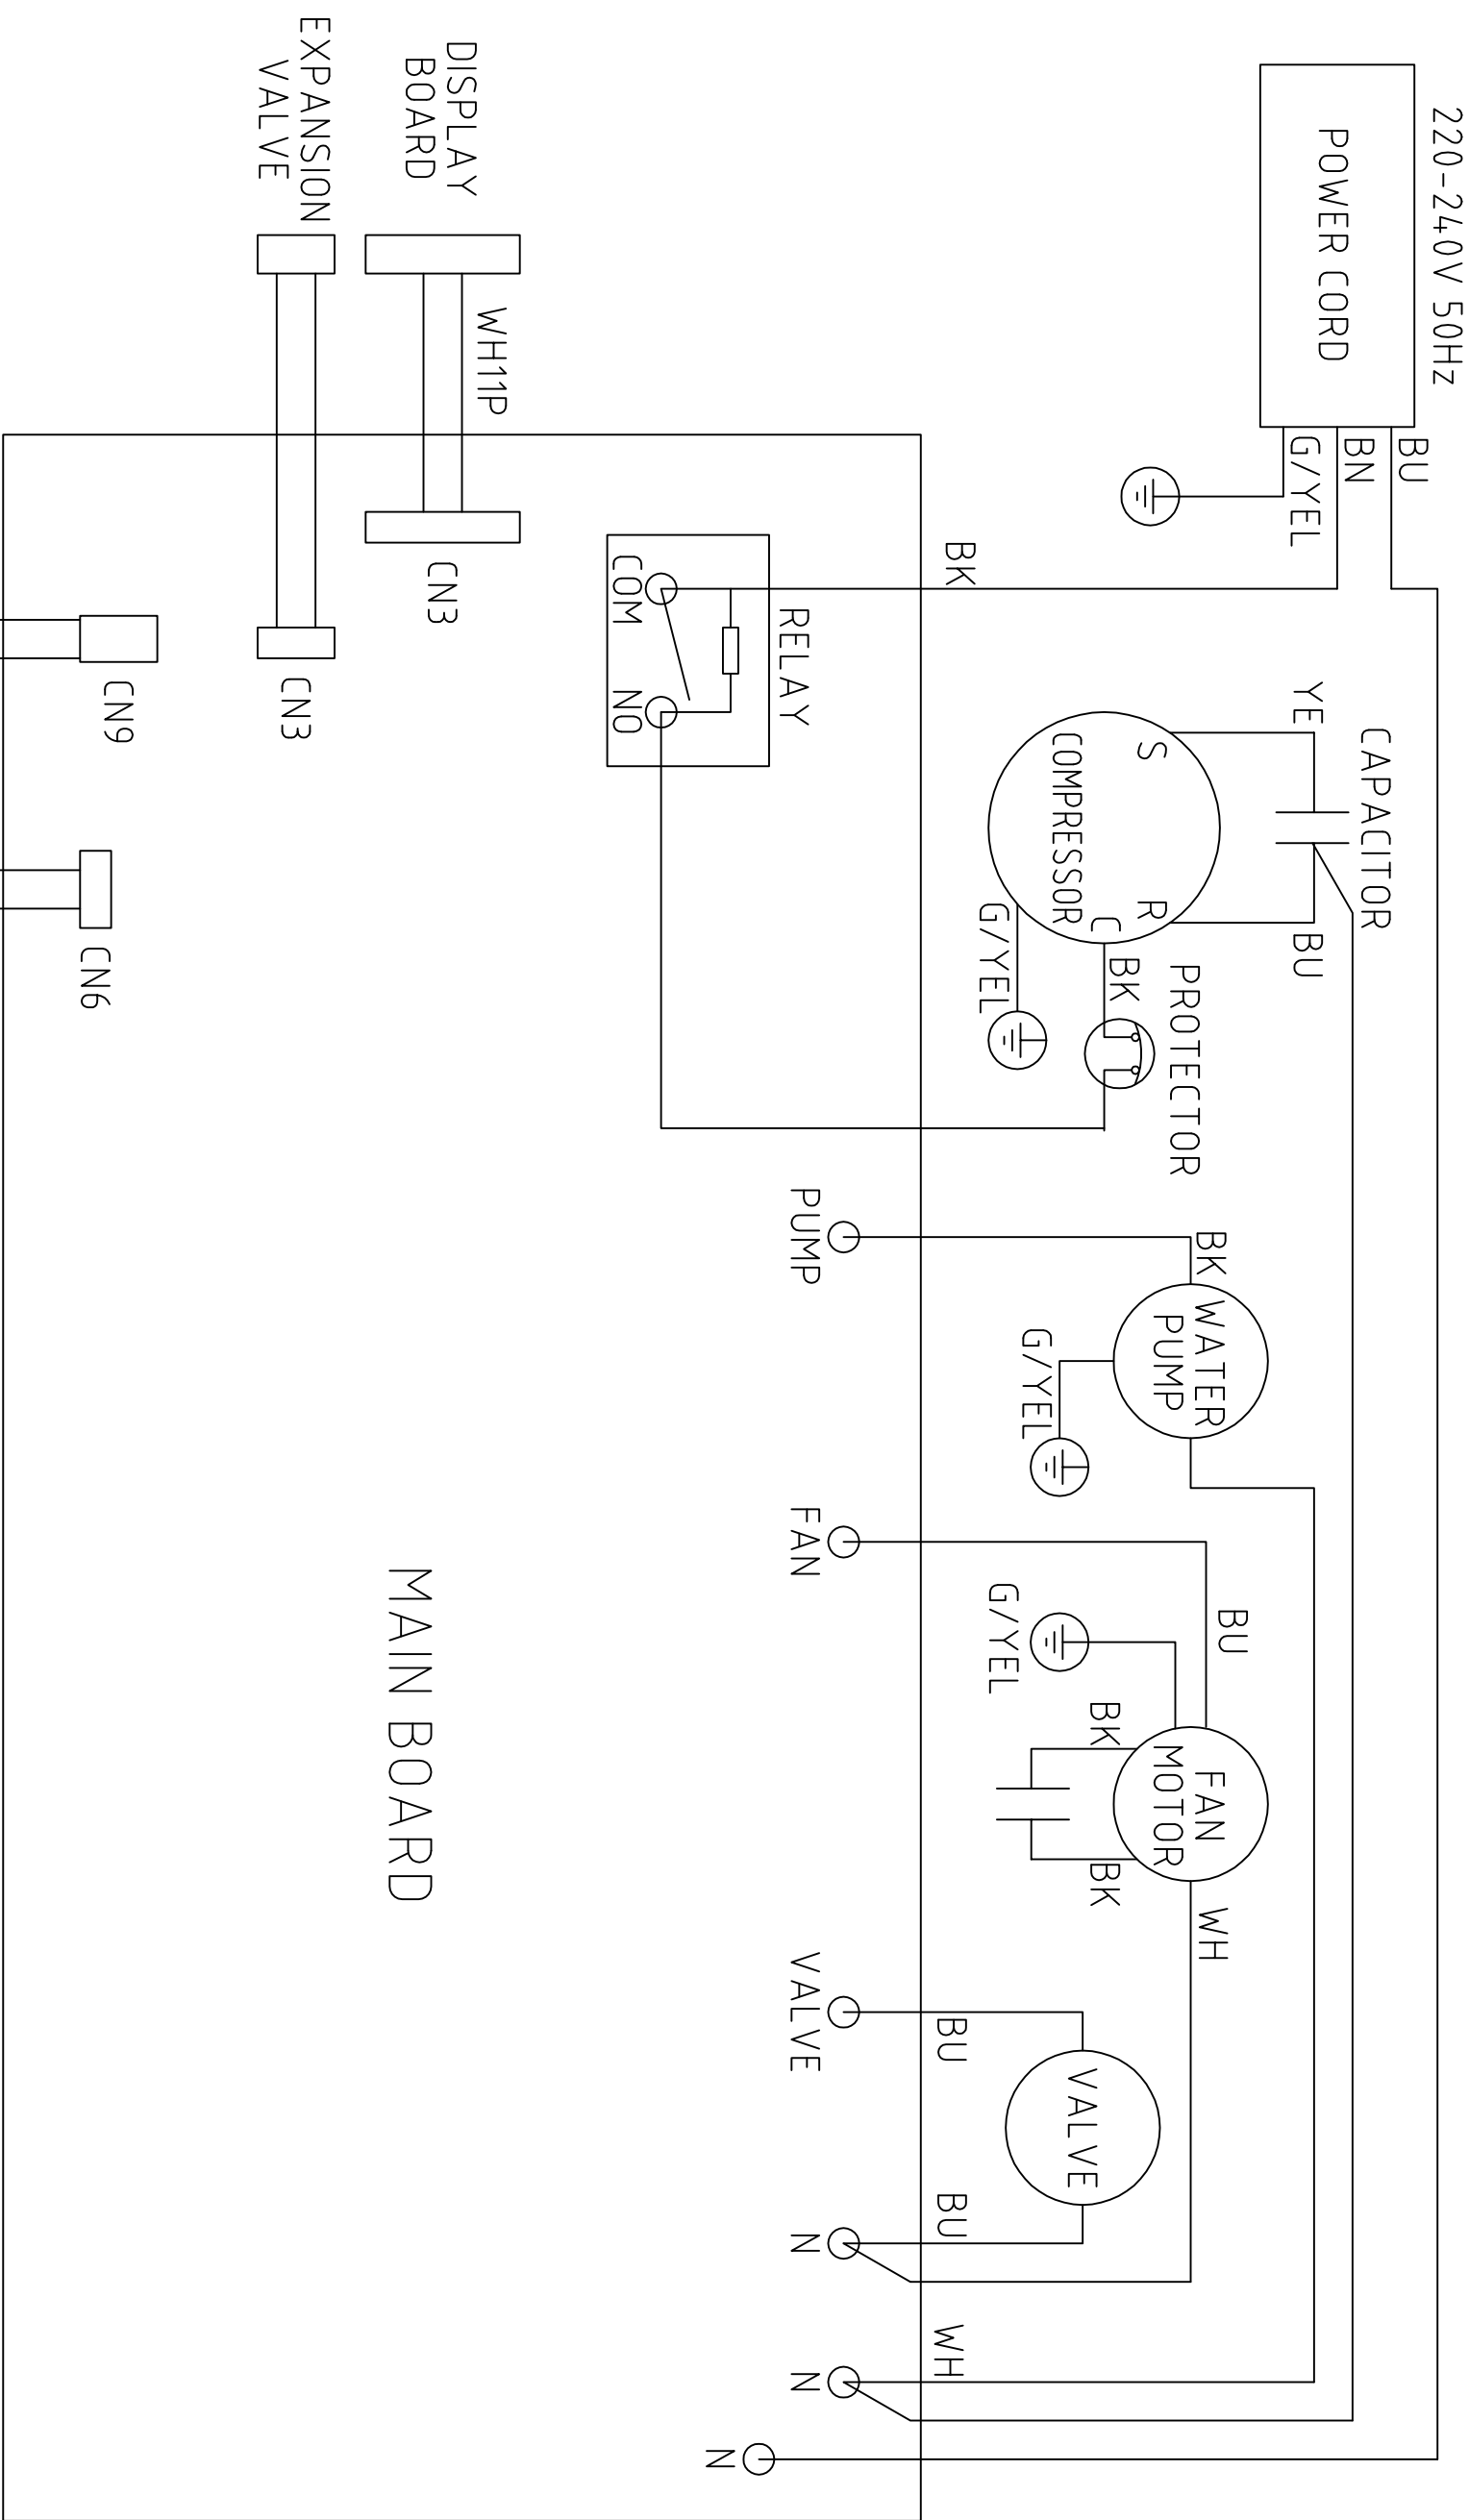 220-240V 50Hz
POWER CORD
BU
BN
G/YEL
BK
YE
CAPACITOR
BU
S
R
C
COMPRESSOR
G/YEL
BK
PROTECTOR
RELAY
COM
NO
DISPLAY
BOARD
WH11P
CN3
EXPANSION
VALVE
CN3
CN9
CN6
PUMP
BK
WATER
PUMP
G/YEL
FAN
BU
G/YEL
BK
FAN
MOTOR
BK
WH
VALVE
BU
VALVE
BU
N
WH
N
N
MAIN BOARD